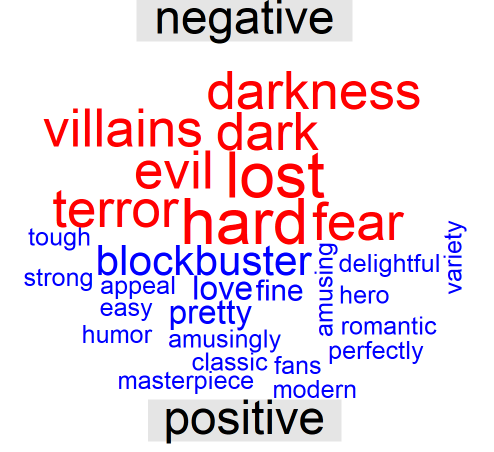 negative
darkness
villains dark
evil lost
terror hard fear
tough
blockbuster delightful variety
strong appeal love fine amusing hero
easy pretty
humor amusingly romantic
classic fans perfectly
masterpiece modern
positive